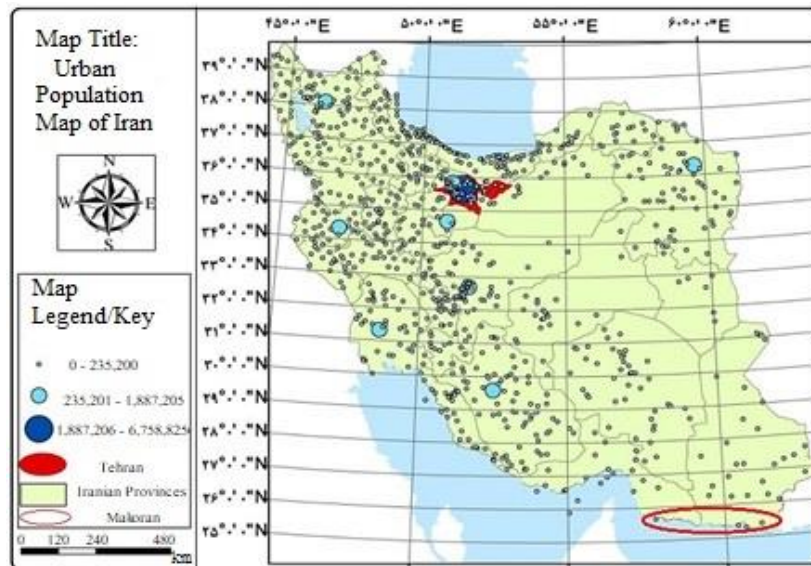 Map Title:
Urban
Population
Map of Iran
N
W E
S
Map
Legend/Key
0 - 235,200
235,201 - 1,887,205
1,887,206 - 6,758,825
Tehran
Iranian Provinces
Makoran
0 120 240 480
km
۴۵°۰'۰"E ۵۰°۰'۰"E ۵۵°۰'۰"E ۶۰°۰'۰"E
۳۹°۰'۰"N
۳۸°۰'۰"N
۳۷°۰'۰"N
۳۶°۰'۰"N
۳۵°۰'۰"N
۳۴°۰'۰"N
۳۳°۰'۰"N
۳۲°۰'۰"N
۳۱°۰'۰"N
۳۰°۰'۰"N
۲۹°۰'۰"N
۲۸°۰'۰"N
۲۷°۰'۰"N
۲۶°۰'۰"N
۲۵°۰'۰"N